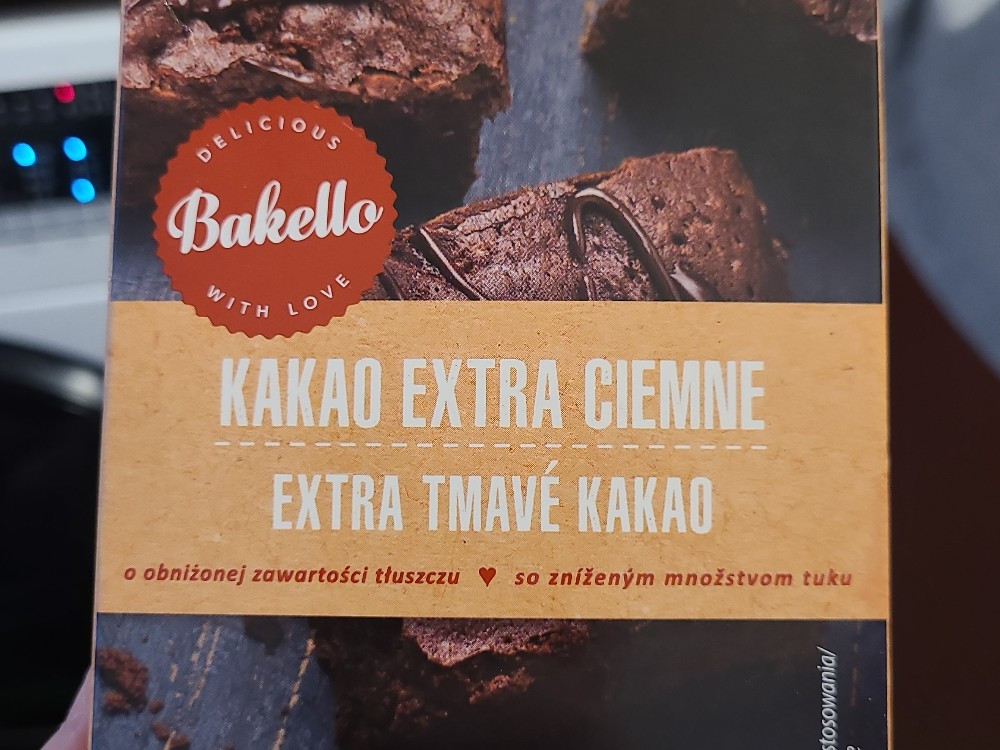 DELICIOUS
Bakello
WITH LOVE
KAKAO EXTRA CIEMNE
EXTRA TMAVÉ KAKAO
o obniżonej zawartości tłuszczu ♥ so zníženým množstvom tuku